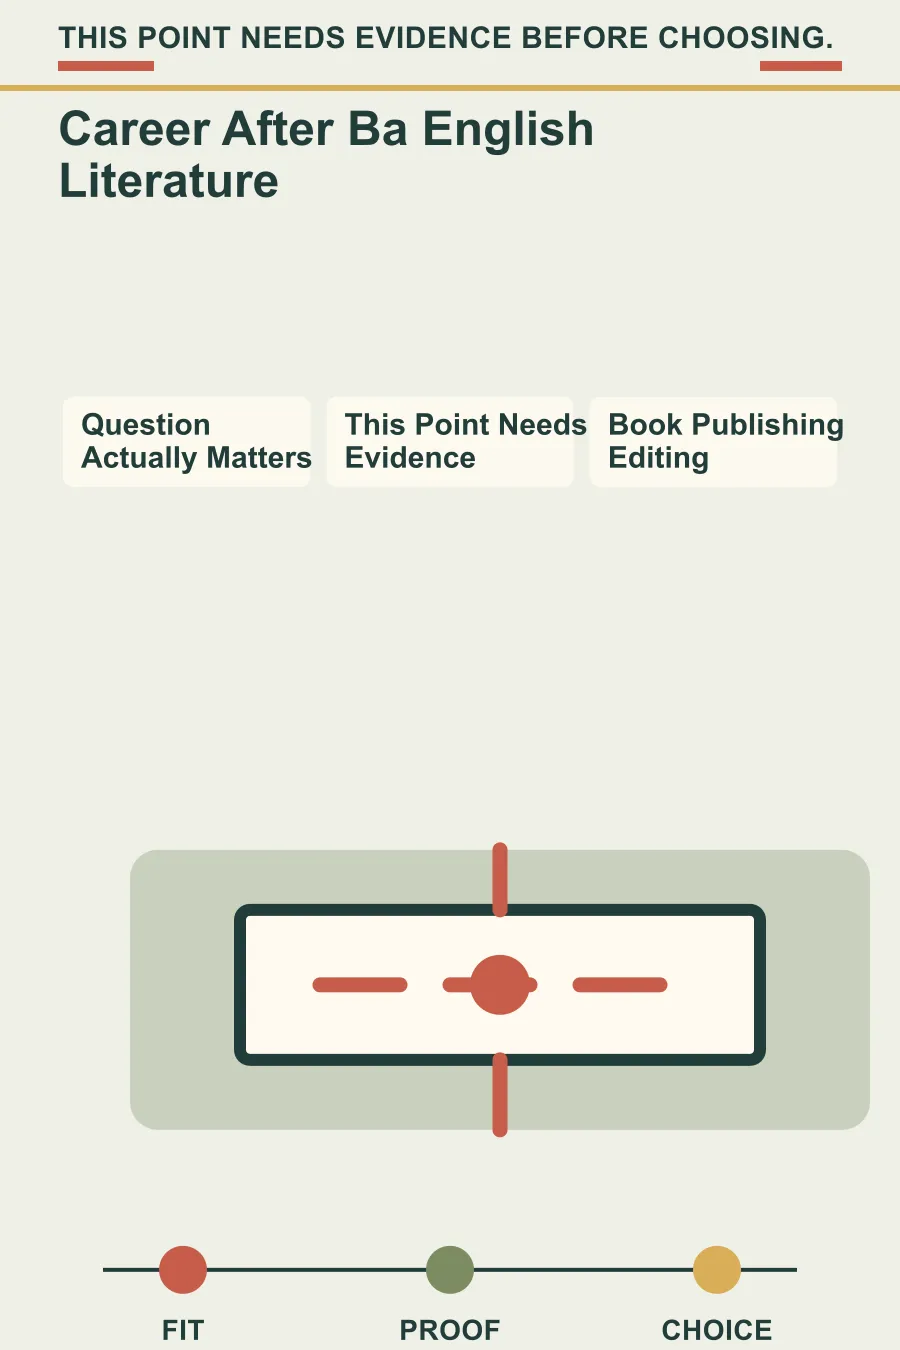 THIS POINT NEEDS EVIDENCE BEFORE CHOOSING.
Career After Ba English
Literature
Question
Actually Matters
This Point Needs
Evidence
Book Publishing
Editing
FIT
PROOF
CHOICE